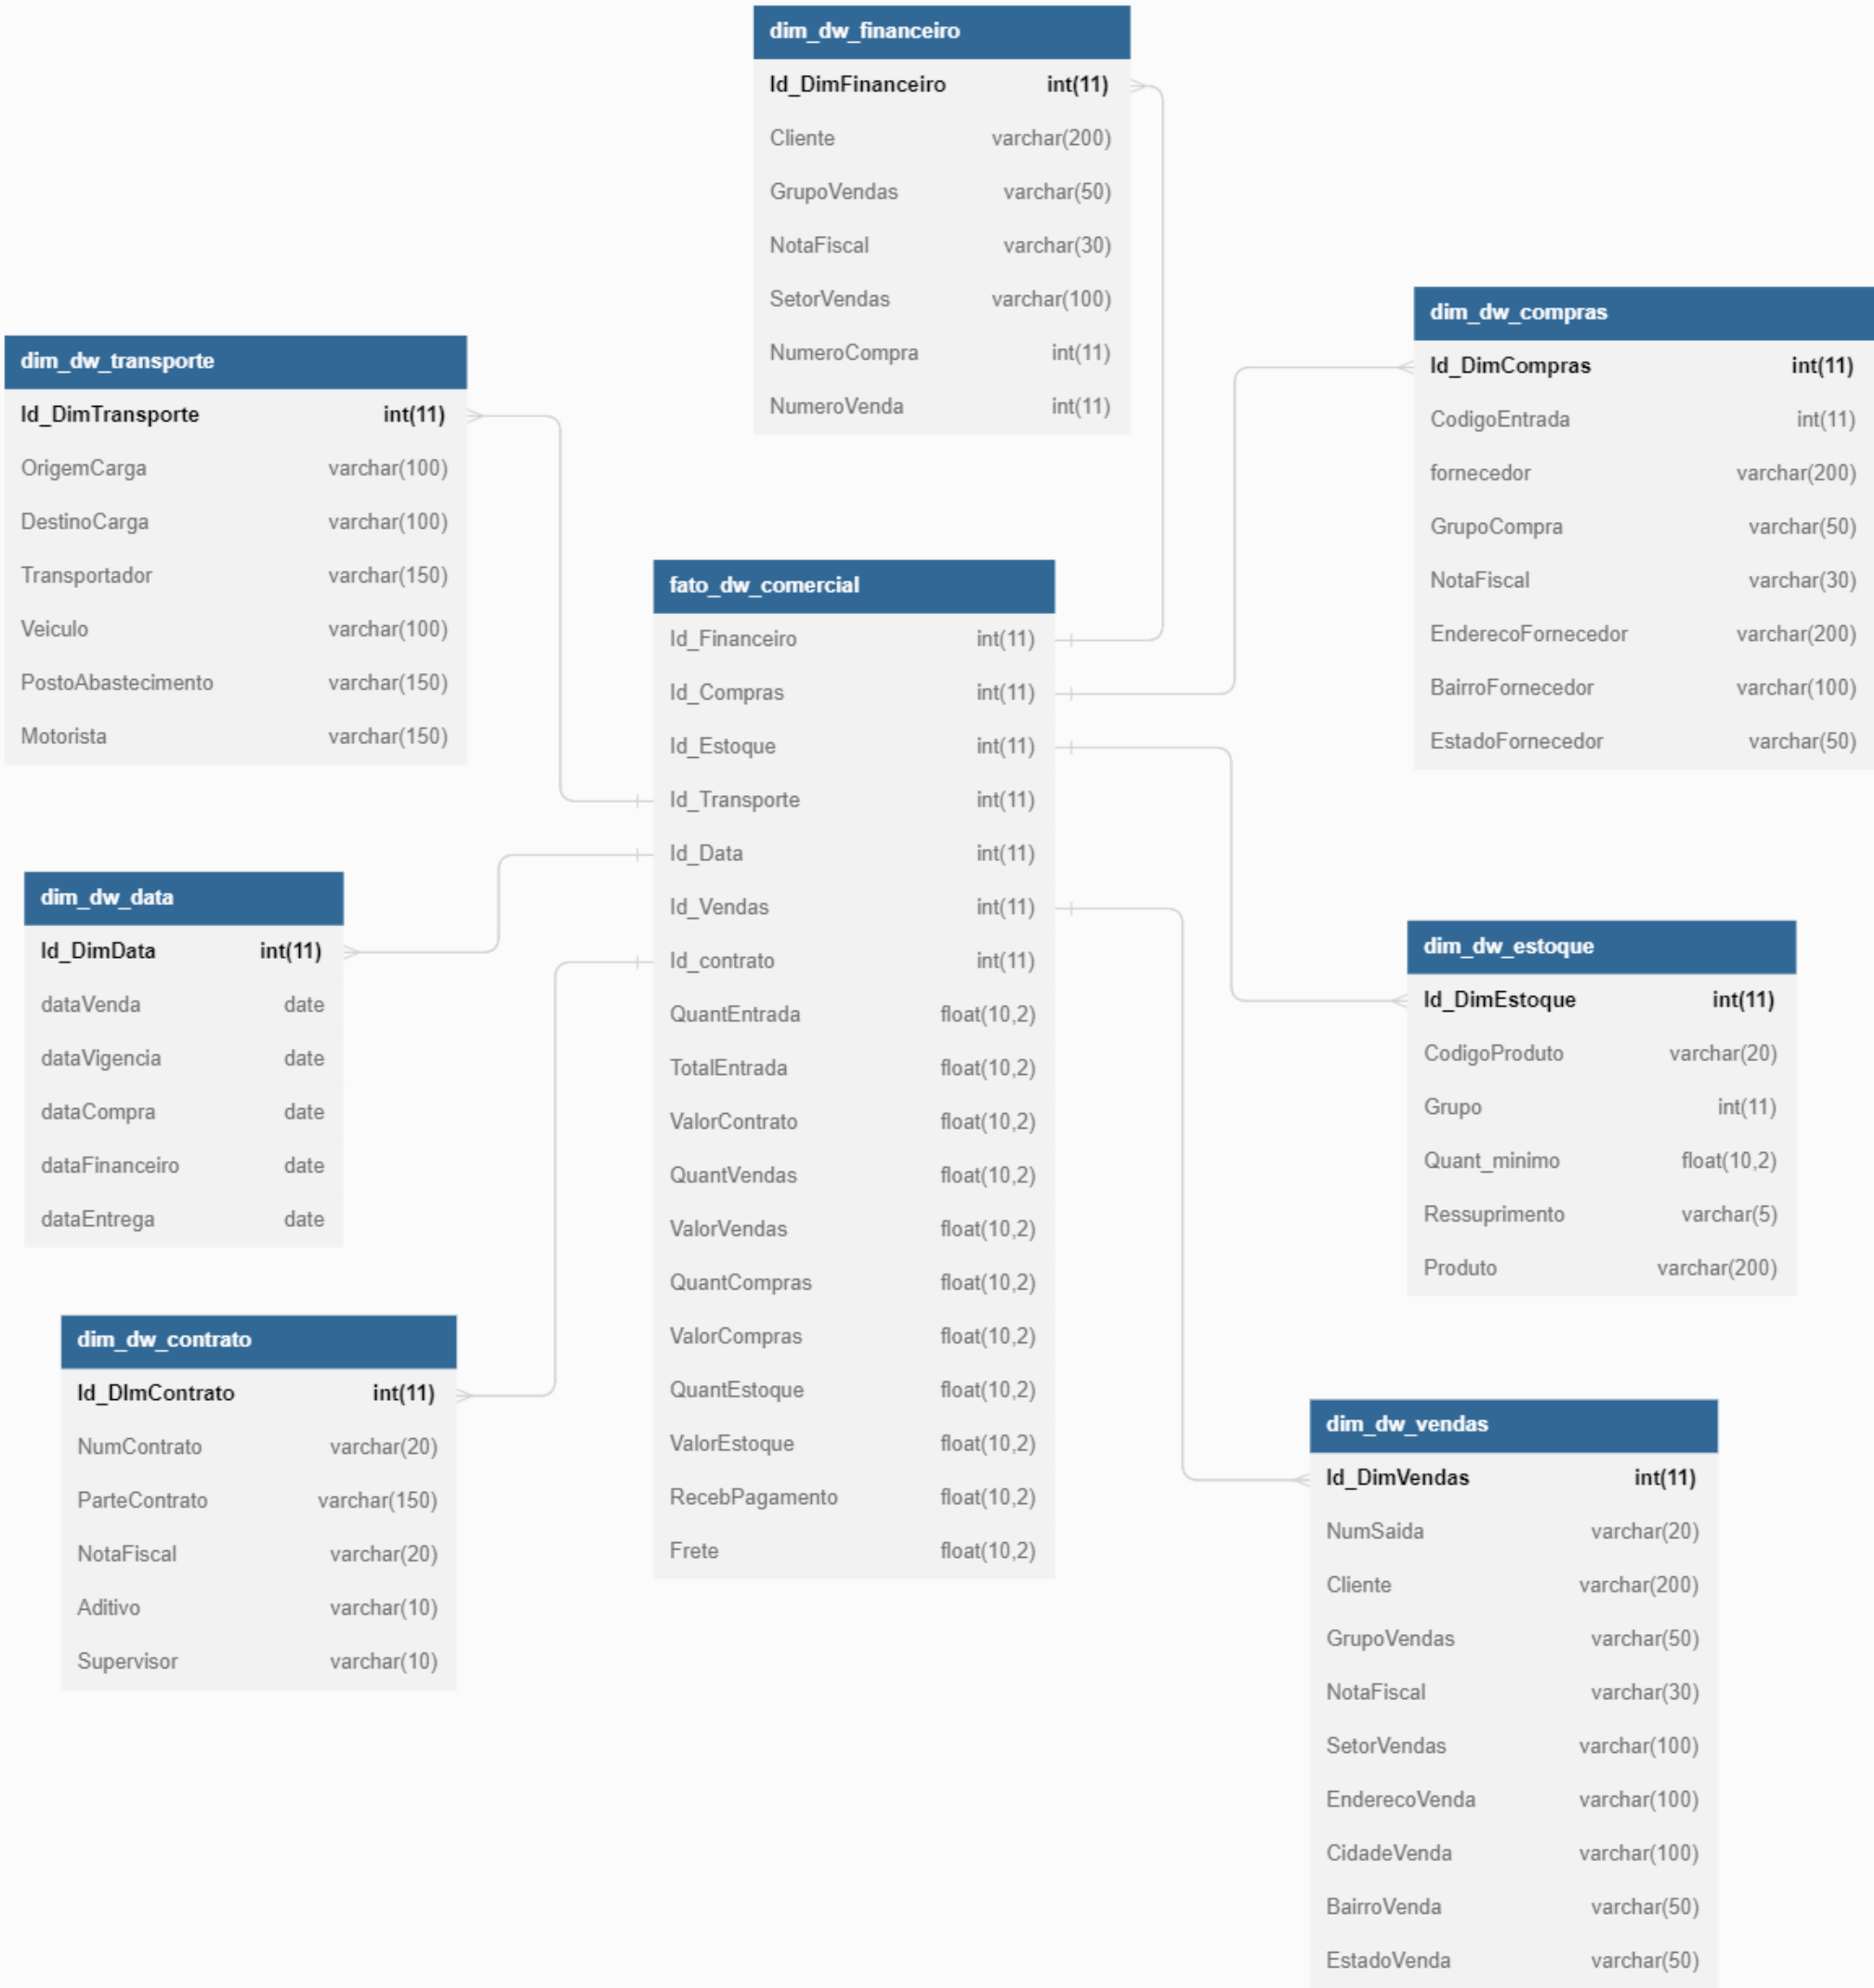 dim_dw_financeiro
Id_DimFinanceiro int(11)
Cliente varchar(200)
GrupoVendas varchar(50)
NotaFiscal varchar(30)
SetorVendas varchar(100)
NumeroCompra int(11)
NumeroVenda int(11)
dim_dw_compras
Id_DimCompras int(11)
CodigoEntrada int(11)
fornecedor varchar(200)
GrupoCompra varchar(50)
NotaFiscal varchar(30)
EnderecoFornecedor varchar(200)
BairroFornecedor varchar(100)
EstadoFornecedor varchar(50)
dim_dw_transporte
Id_DimTransporte int(11)
OrigemCarga varchar(100)
DestinoCarga varchar(100)
Transportador varchar(150)
Veiculo varchar(100)
PostoAbastecimento varchar(150)
Motorista varchar(150)
fato_dw_comercial
Id_Financeiro int(11)
Id_Compras int(11)
Id_Estoque int(11)
Id_Transporte int(11)
Id_Data int(11)
Id_Vendas int(11)
Id_contrato int(11)
QuantEntrada float(10,2)
TotalEntrada float(10,2)
ValorContrato float(10,2)
QuantVendas float(10,2)
ValorVendas float(10,2)
QuantCompras float(10,2)
ValorCompras float(10,2)
QuantEstoque float(10,2)
ValorEstoque float(10,2)
RecebPagamento float(10,2)
Frete float(10,2)
dim_dw_data
Id_DimData int(11)
dataVenda date
dataVigencia date
dataCompra date
dataFinanceiro date
dataEntrega date
dim_dw_estoque
Id_DimEstoque int(11)
CodigoProduto varchar(20)
Grupo int(11)
Quant_minimo float(10,2)
Ressuprimento varchar(5)
Produto varchar(200)
dim_dw_contrato
Id_DImContrato int(11)
NumContrato varchar(20)
ParteContrato varchar(150)
NotaFiscal varchar(20)
Aditivo varchar(10)
Supervisor varchar(10)
dim_dw_vendas
Id_DimVendas int(11)
NumSaida varchar(20)
Cliente varchar(200)
GrupoVendas varchar(50)
NotaFiscal varchar(30)
SetorVendas varchar(100)
EnderecoVenda varchar(100)
CidadeVenda varchar(100)
BairroVenda varchar(50)
EstadoVenda varchar(50)